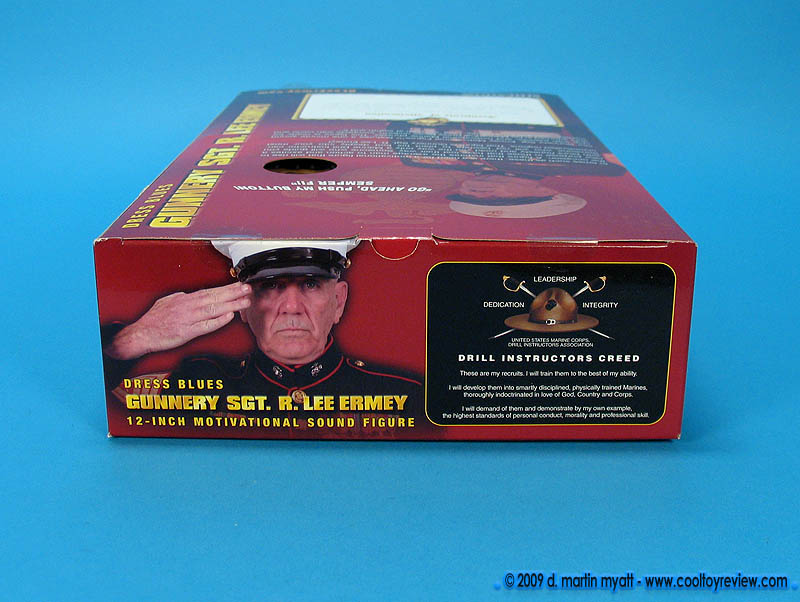 DRESS BLUES
GUNNERY SGT. R. LEE ERMEY
"GO AHEAD, PUSH MY BUTTON!
SEMPER FI!"
DRESS BLUES
GUNNERY SGT. R. LEE ERMEY
12-INCH MOTIVATIONAL SOUND FIGURE
LEADERSHIP
DEDICATION
INTEGRITY
UNITED STATES MARINE CORPS,
DRILL INSTRUCTORS ASSOCIATION
DRILL INSTRUCTORS CREED
These are my recruits. I will train them to the best of my ability.
I will develop them into smartly disciplined, physically trained Marines,
thoroughly indoctrinated in love of God, Country and Corps.
I will demand of them and demonstrate by my own example,
the highest standards of personal conduct, morality and professional skill.
© 2009 d. martin myatt - www.cooltoyreview.com